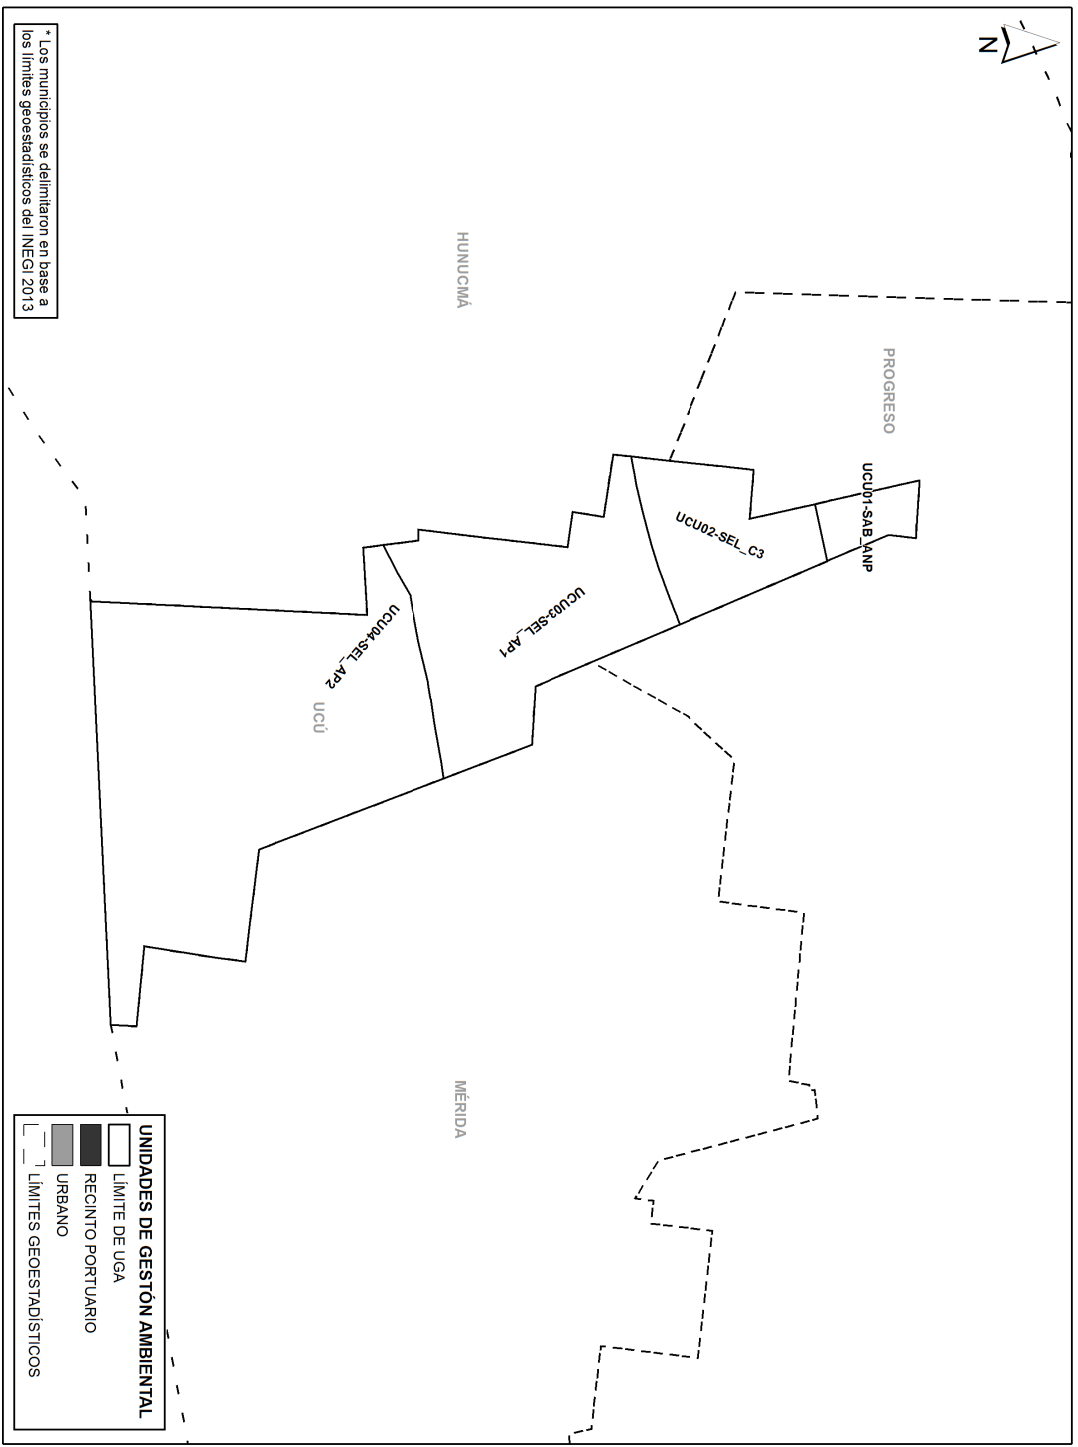 N
PROGRESO
UCU01-SAB_ANP
UCU02-SEL_C3
HUNUCMÁ
UCU03-SEL_AP1
UCU04-SEL_AP2
UCÚ
MÉRIDA
* Los municipios se delimitaron en base a
los límites geoestadísticos del INEGI 2013
UNIDADES DE GESTÓN AMBIENTAL
LÍMITE DE UGA
RECINTO PORTUARIO
URBANO
LÍMITES GEOESTADÍSTICOS